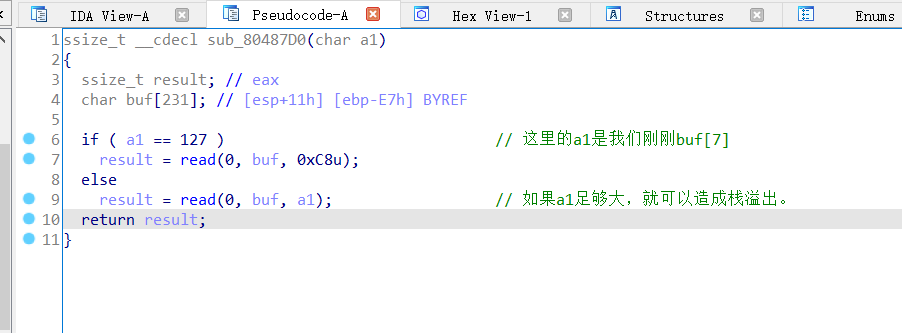 IDA View-A Pseudocode-A Hex View-1 Structures Enums
1 ssize_t __cdecl sub_80487D0(char a1)
2 {
3 ssize_t result; // eax
4 char buf[231]; // [esp+11h] [ebp-E7h] BYREF
5
6 if ( a1 == 127 ) // 这里的a1是我们刚刚buf[7]
7 result = read(0, buf, 0xC8u);
8 else
9 result = read(0, buf, a1); // 如果a1足够大，就可以造成栈溢出。
10 return result;
11 }